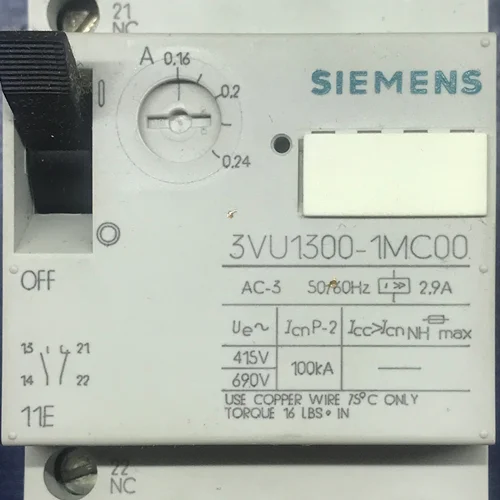 21
NC
A 0.16
0.2
0.24
SIEMENS
OFF
3VU1300-1MC00
AC-3 50/60Hz I >> 2.9A
Ue~ IcnP-2 Icc>Icn NH max
415V
690V
100kA
13 21
14 22
11E
USE COPPER WIRE 75°C ONLY
TORQUE 16 LBS•IN
22
NC